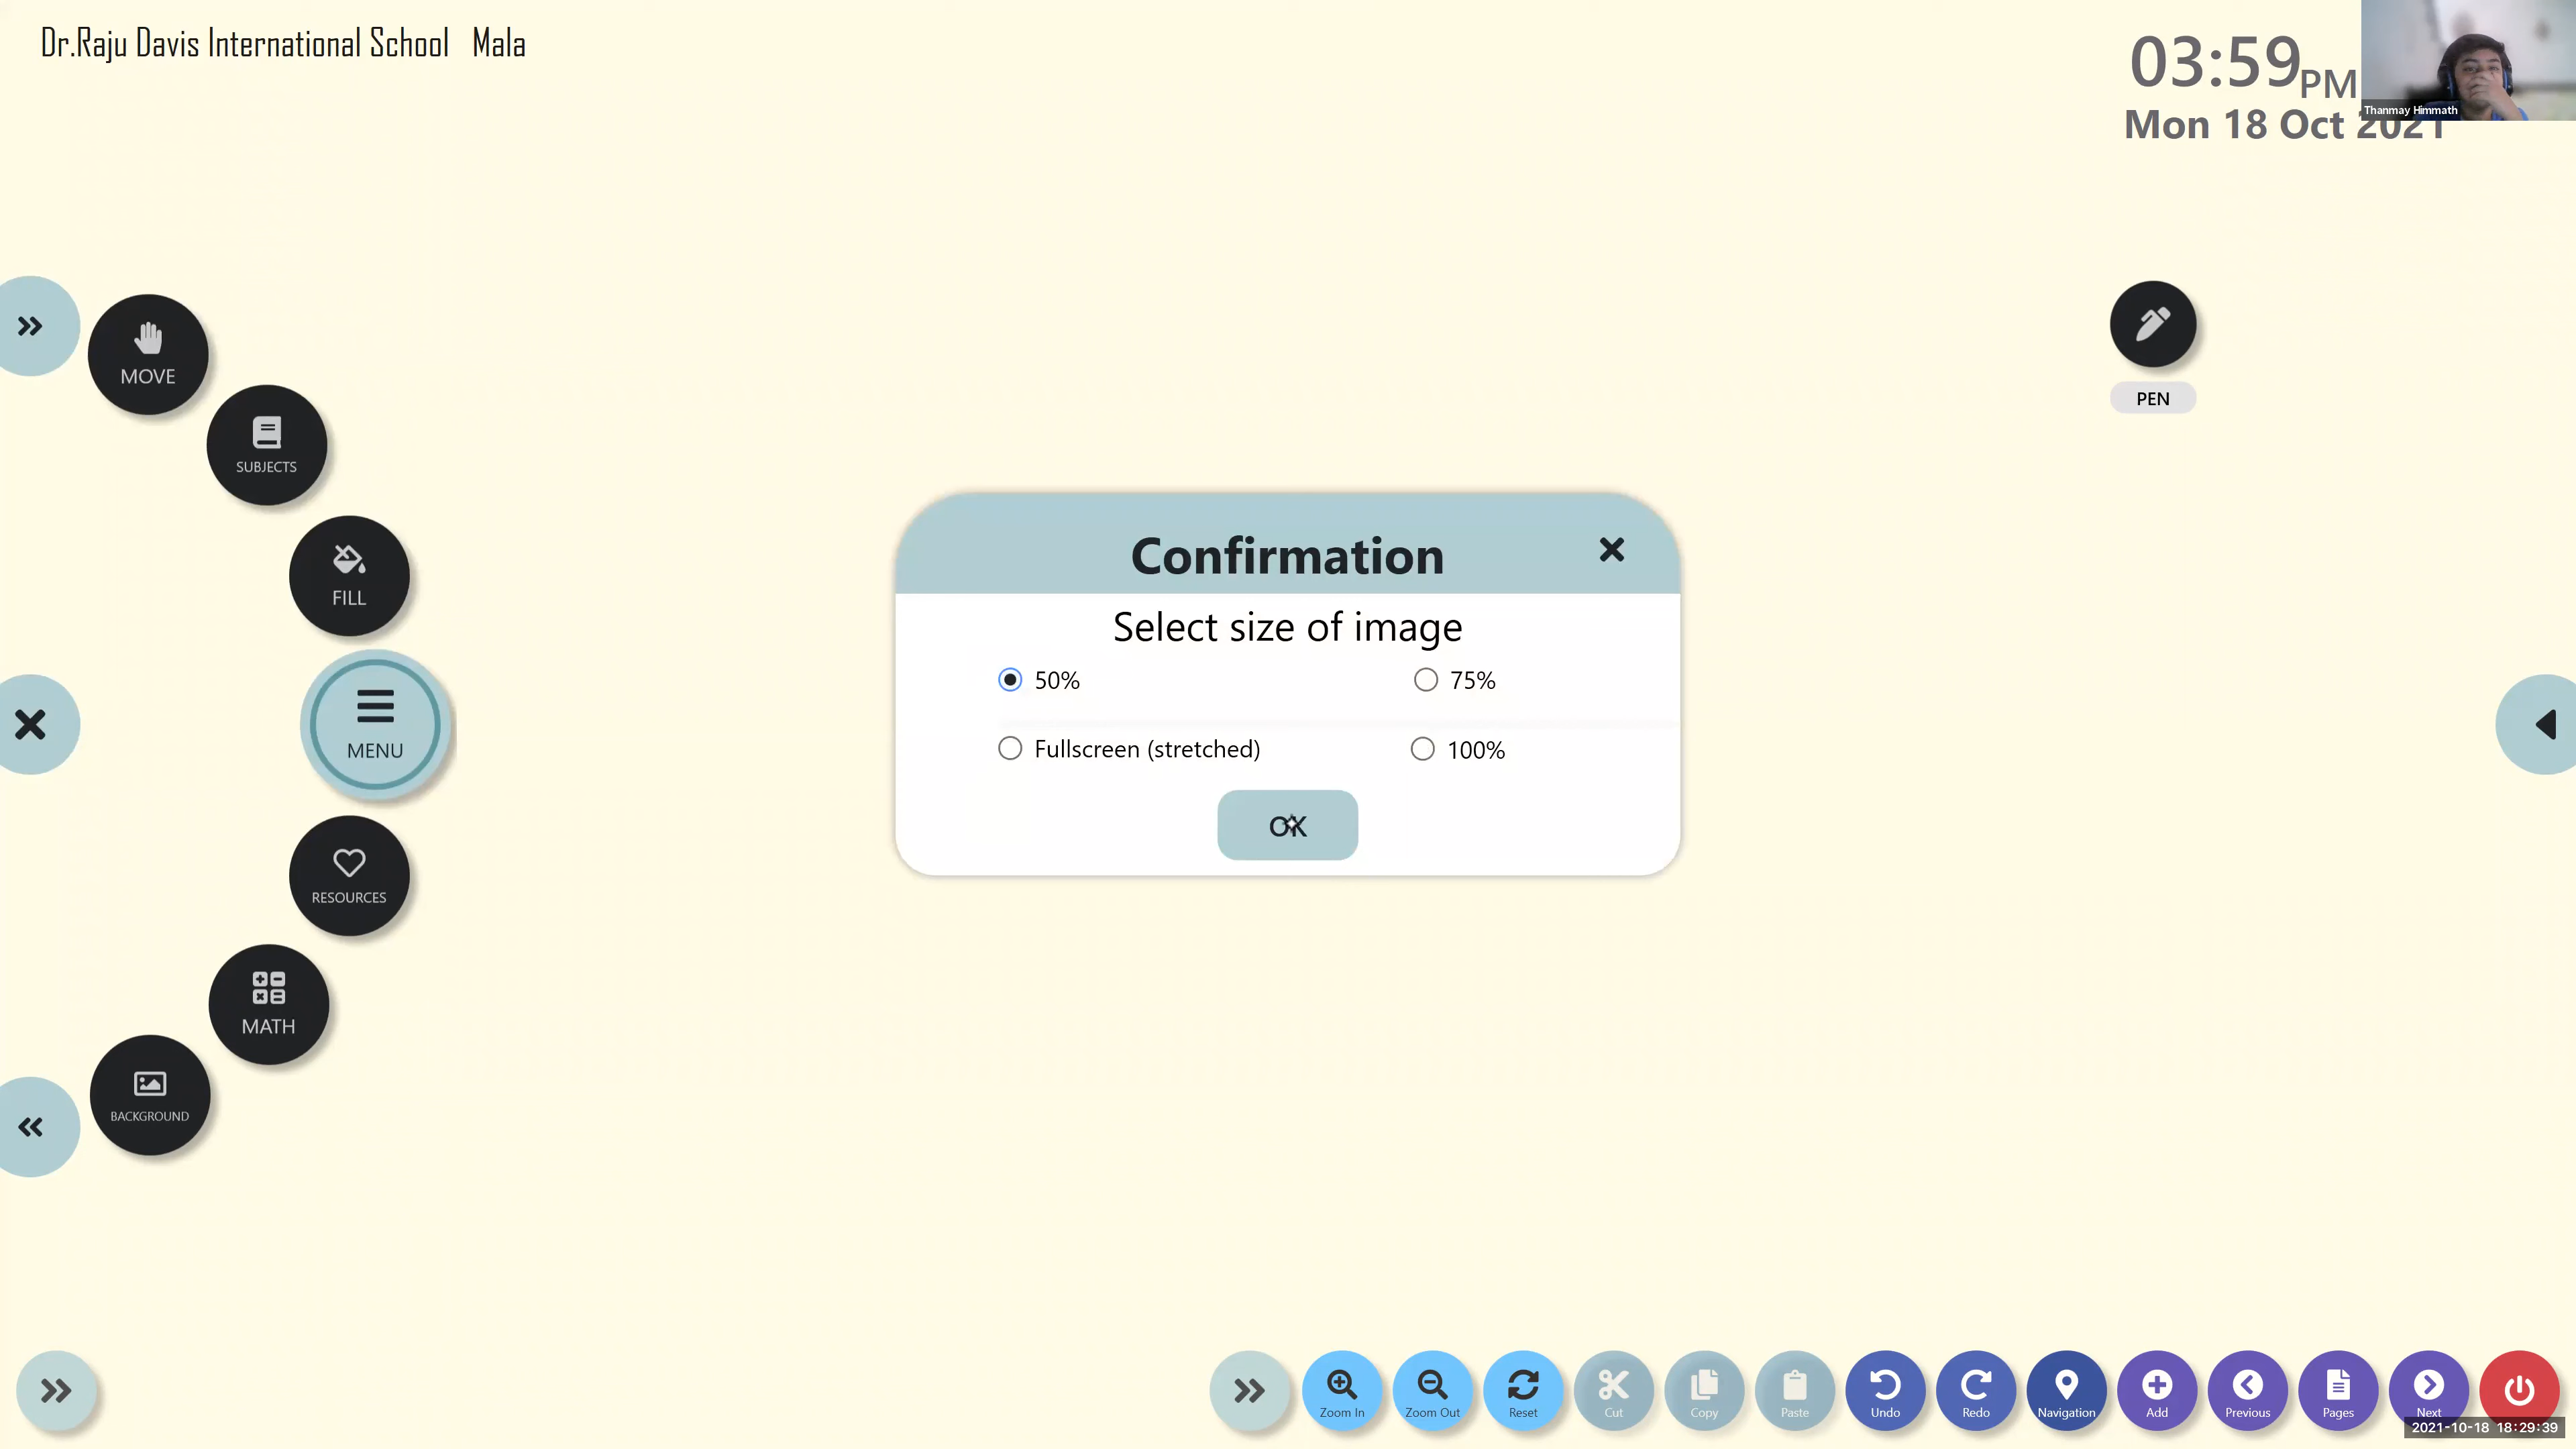 Dr.Raju Davis International School Mala
03:59 PM
Thanmay Himmath
Mon 18 Oct 2021
MOVE
SUBJECTS
FILL
MENU
RESOURCES
MATH
BACKGROUND
PEN
Confirmation
Select size of image
50%
75%
Fullscreen (stretched)
100%
OK
Zoom In
Zoom Out
Reset
Cut
Copy
Paste
Undo
Redo
Navigation
Add
Previous
Pages
Next
2021-10-18 18:29:39